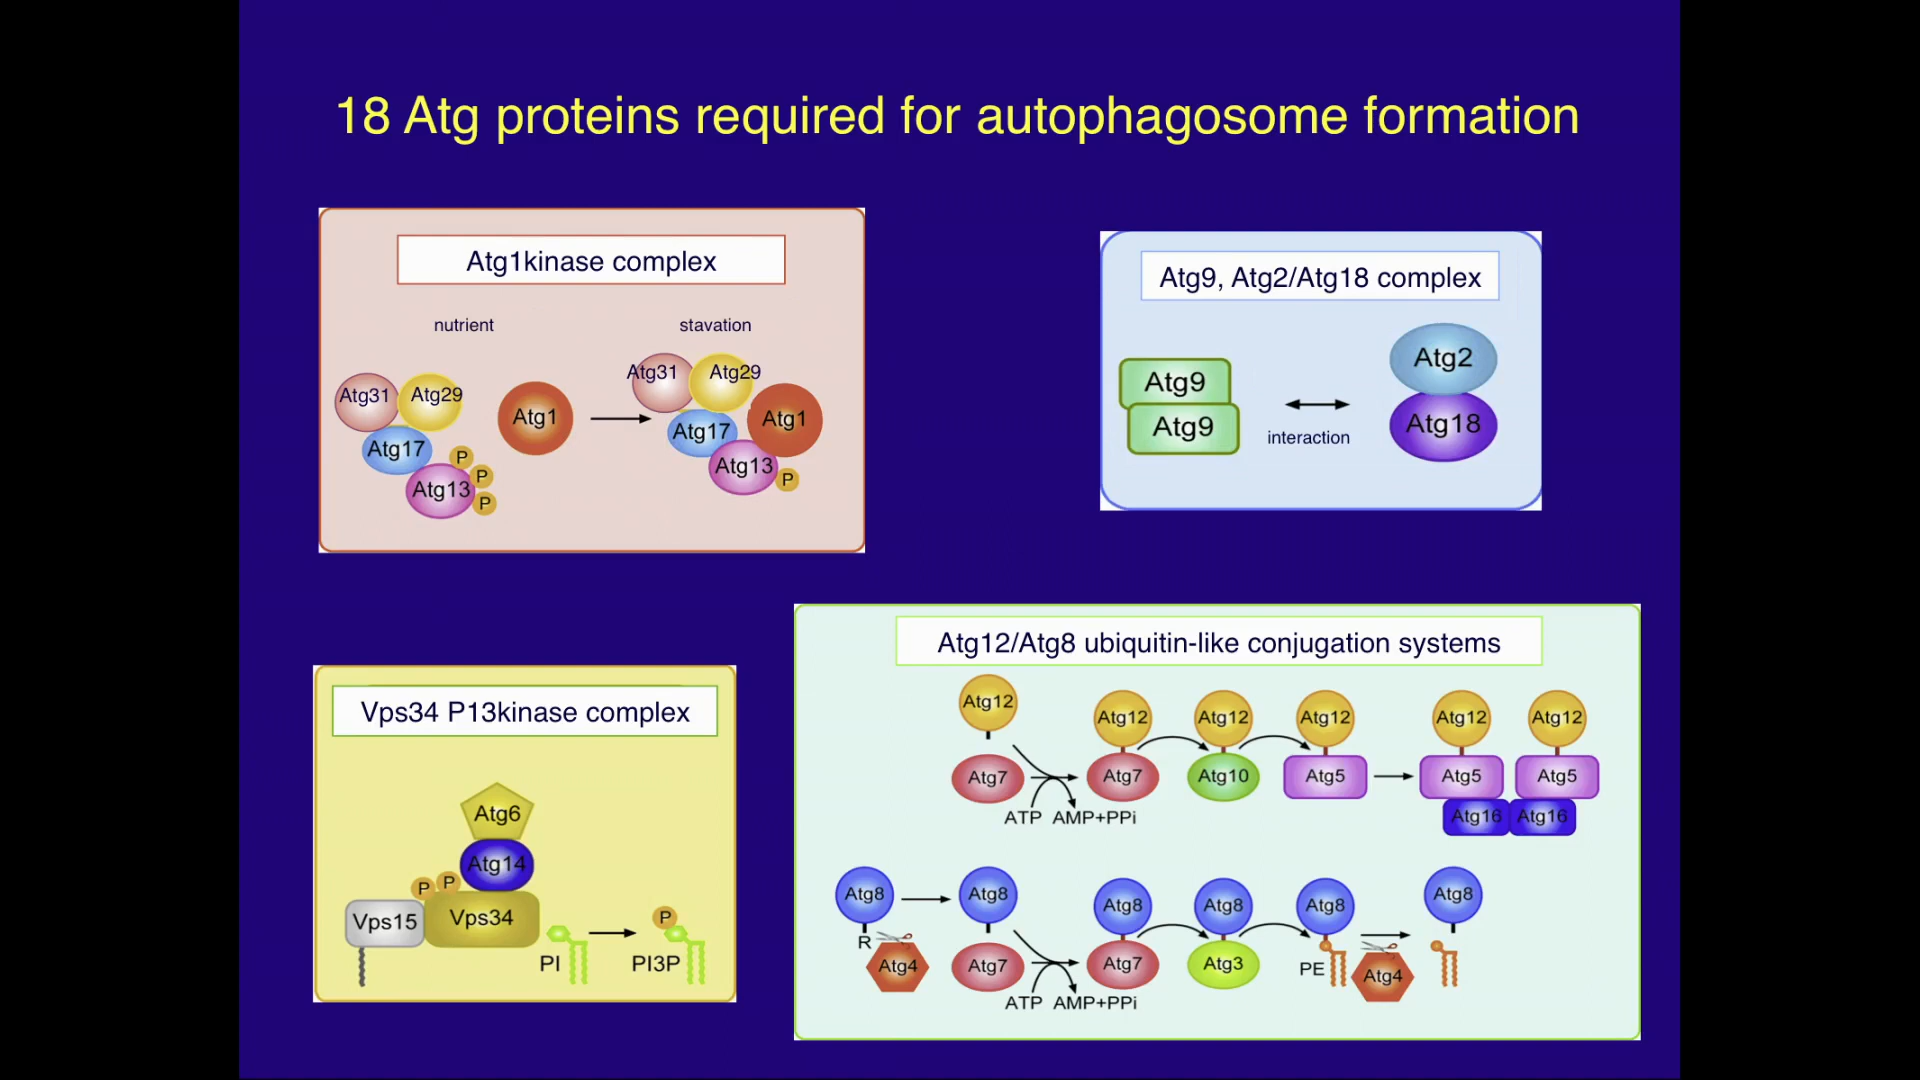 18 Atg proteins required for autophagosome formation
Atg1kinase complex
nutrient
stavation
Atg31
Atg29
Atg17
Atg13
P
P
P
Atg1
Atg31
Atg29
Atg17
Atg1
Atg13
P
Atg9, Atg2/Atg18 complex
Atg9
Atg9
interaction
Atg2
Atg18
Vps34 P13kinase complex
Atg6
Atg14
P
P
Vps15
Vps34
PI
P
PI3P
Atg12/Atg8 ubiquitin-like conjugation systems
Atg12
Atg7
ATP
AMP+PPi
Atg12
Atg7
Atg12
Atg10
Atg12
Atg5
Atg12
Atg5
Atg16
Atg12
Atg5
Atg16
Atg8
R
Atg4
Atg8
Atg7
ATP
AMP+PPi
Atg8
Atg7
Atg8
Atg3
Atg8
PE
Atg4
Atg8